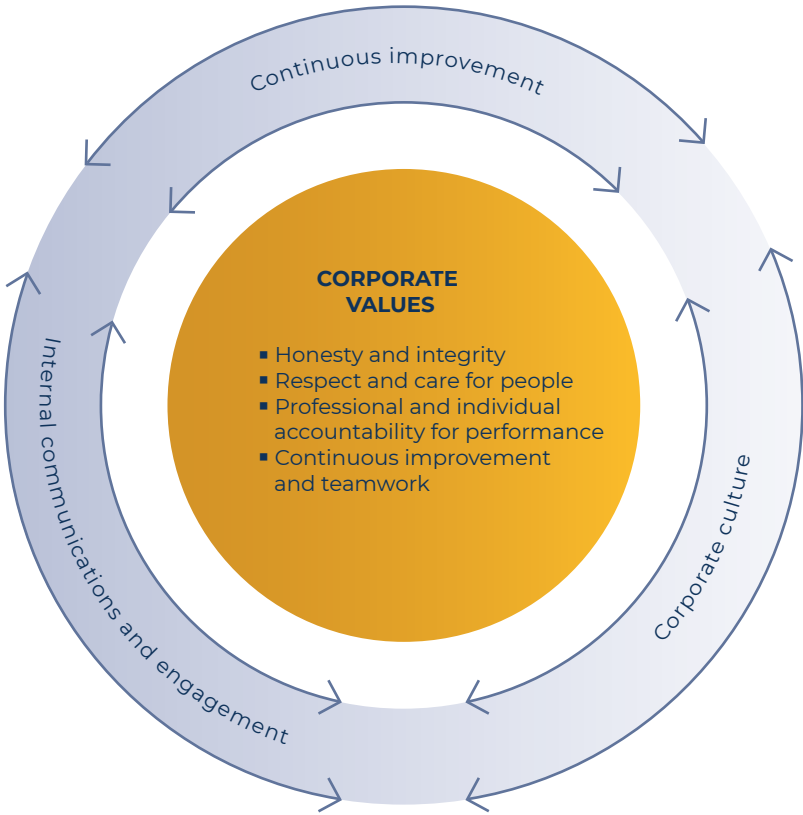 Continuous improvement
CORPORATE
VALUES
▪ Honesty and integrity
▪ Respect and care for people
▪ Professional and individual
accountability for performance
▪ Continuous improvement
and teamwork
Internal communications and engagement
Corporate culture